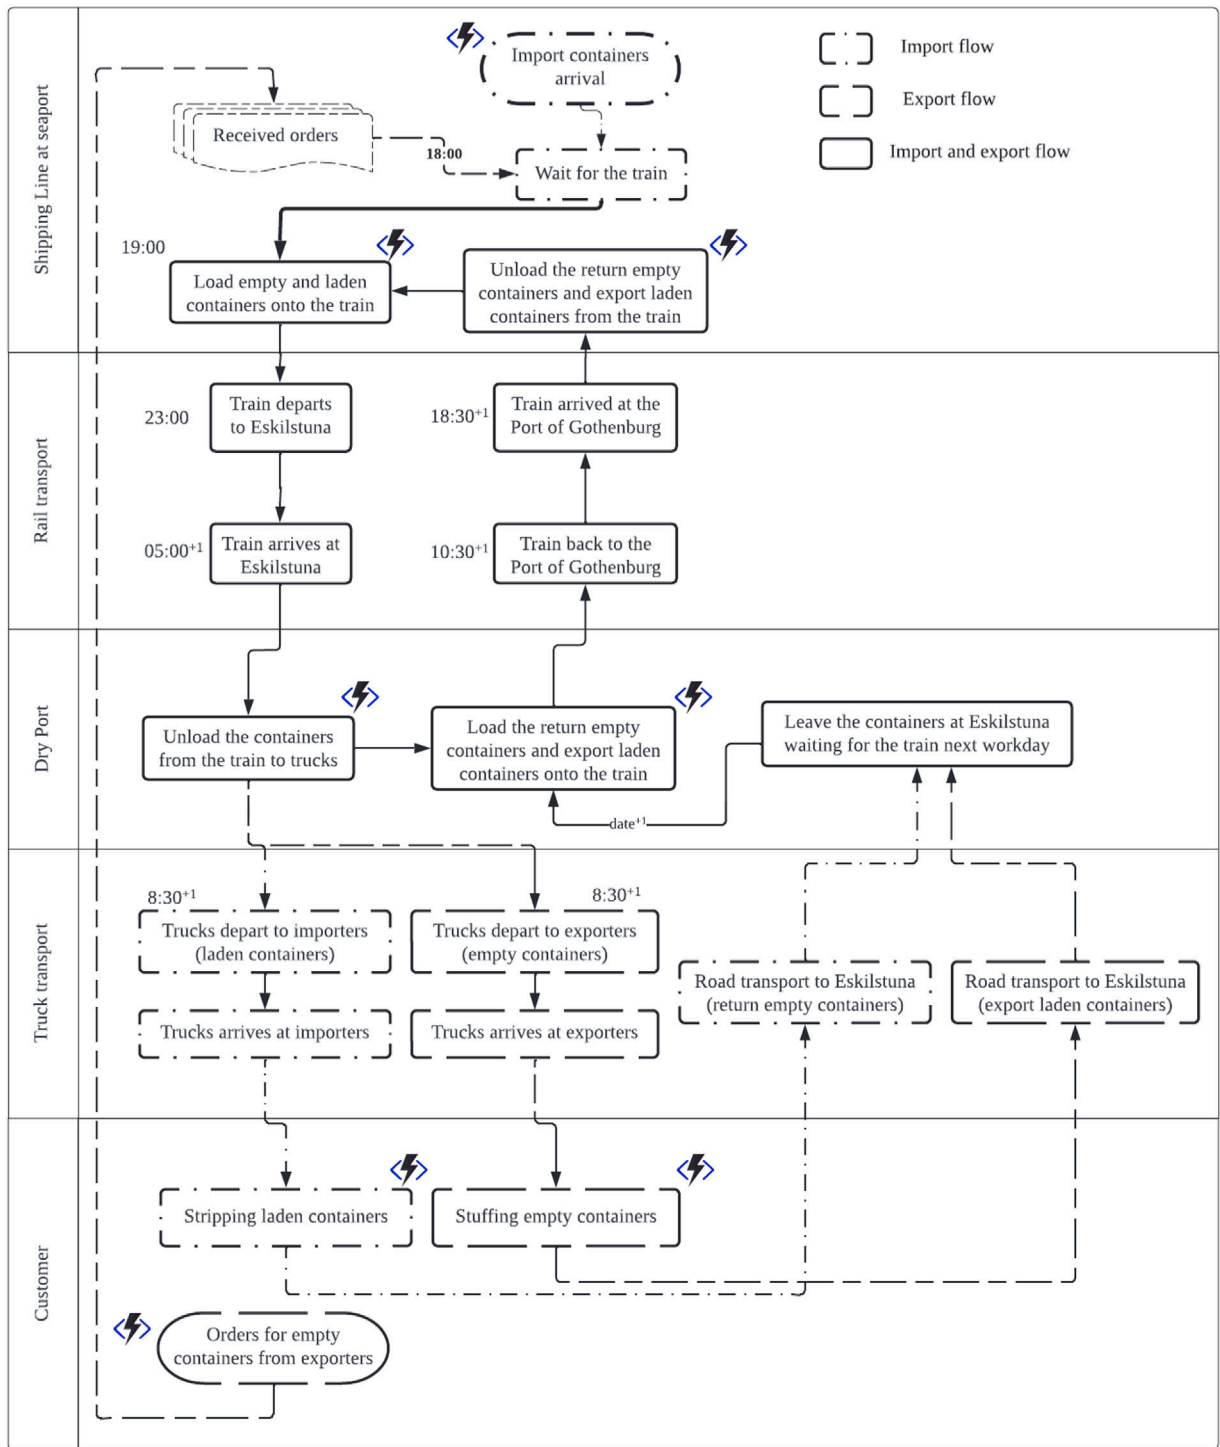 Shipping Line at seaport
Import containers
arrival
Import flow
Export flow
Import and export flow
Received orders
18:00
Wait for the train
19:00
Load empty and laden
containers onto the train
Unload the return empty
containers and export laden
containers from the train
Rail transport
23:00
Train departs
to Eskilstuna
18:30+1
Train arrived at the
Port of Gothenburg
05:00+1
Train arrives at
Eskilstuna
10:30+1
Train back to the
Port of Gothenburg
Dry Port
Unload the containers
from the train to trucks
Load the return empty
containers and export laden
containers onto the train
Leave the containers at Eskilstuna
waiting for the train next workday
date+1
Truck transport
8:30+1
Trucks depart to importers
(laden containers)
8:30+1
Trucks depart to exporters
(empty containers)
Road transport to Eskilstuna
(return empty containers)
Road transport to Eskilstuna
(export laden containers)
Trucks arrives at importers
Trucks arrives at exporters
Customer
Stripping laden containers
Stuffing empty containers
Orders for empty
containers from exporters